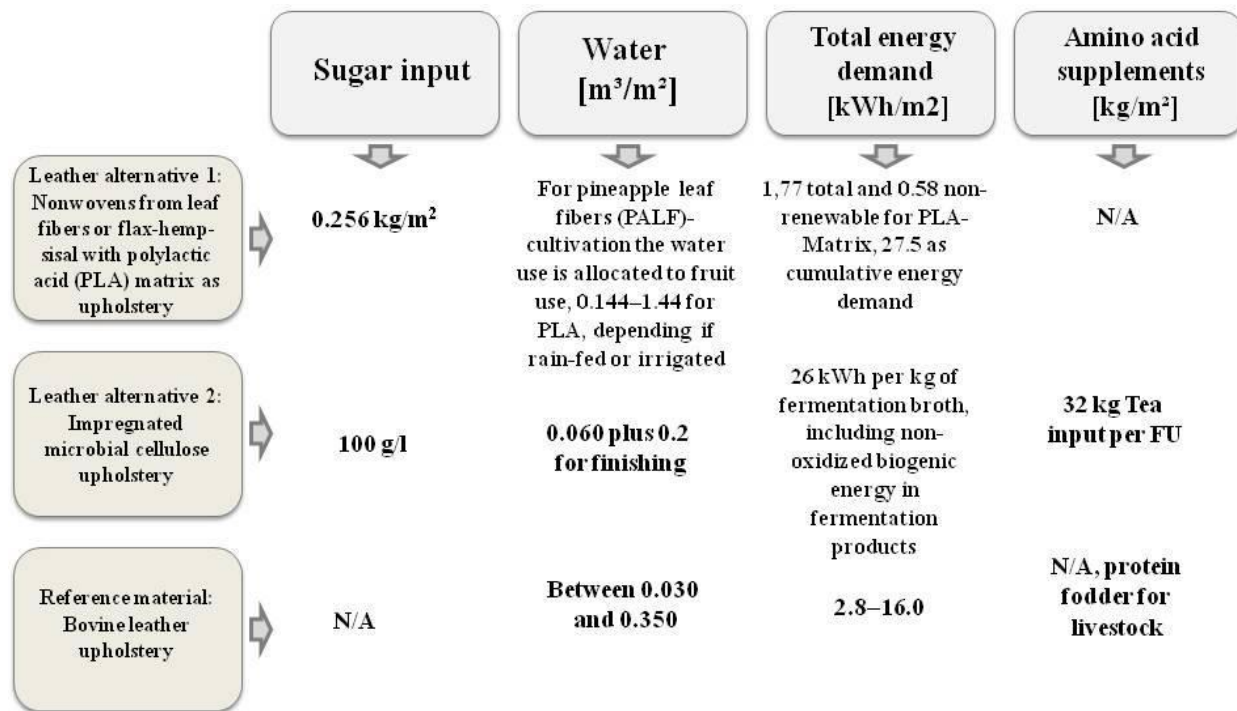 Sugar input
Water
[m³/m²]
Total energy
demand
[kWh/m2]
Amino acid
supplements
[kg/m²]
Leather alternative 1:
Nonwovens from leaf
fibers or flax-hemp-
sisal with polylactic
acid (PLA) matrix as
upholstery
0.256 kg/m²
For pineapple leaf
fibers (PALF)-
cultivation the water
use is allocated to fruit
use, 0.144–1.44 for
PLA, depending if
rain-fed or irrigated
1,77 total and 0.58 non-
renewable for PLA-
Matrix, 27.5 as
cumulative energy
demand
N/A
Leather alternative 2:
Impregnated
microbial cellulose
upholstery
100 g/l
0.060 plus 0.2
for finishing
26 kWh per kg of
fermentation broth,
including non-
oxidized biogenic
energy in
fermentation
products
32 kg Tea
input per FU
Reference material:
Bovine leather
upholstery
N/A
Between 0.030
and 0.350
2.8–16.0
N/A, protein
fodder for
livestock